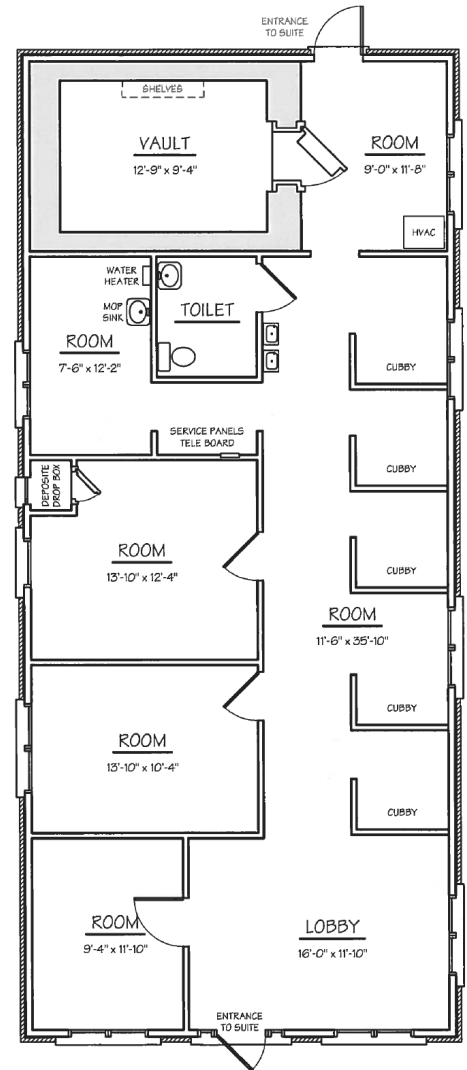 ENTRANCE
TO SUITE
SHELVES
VAULT
12'-9" x 9'-4"
ROOM
9'-0" x 11'-8"
HVAC
WATER
HEATER
MOP
SINK
TOILET
ROOM
7'-6" x 12'-2"
CUBBY
SERVICE PANELS
TELE BOARD
CUBBY
DEPOSITE
DROP BOX
ROOM
13'-10" x 12'-4"
CUBBY
ROOM
11'-6" x 35'-10"
CUBBY
ROOM
13'-10" x 10'-4"
CUBBY
ROOM
9'-4" x 11'-10"
LOBBY
16'-0" x 11'-10"
ENTRANCE
TO SUITE